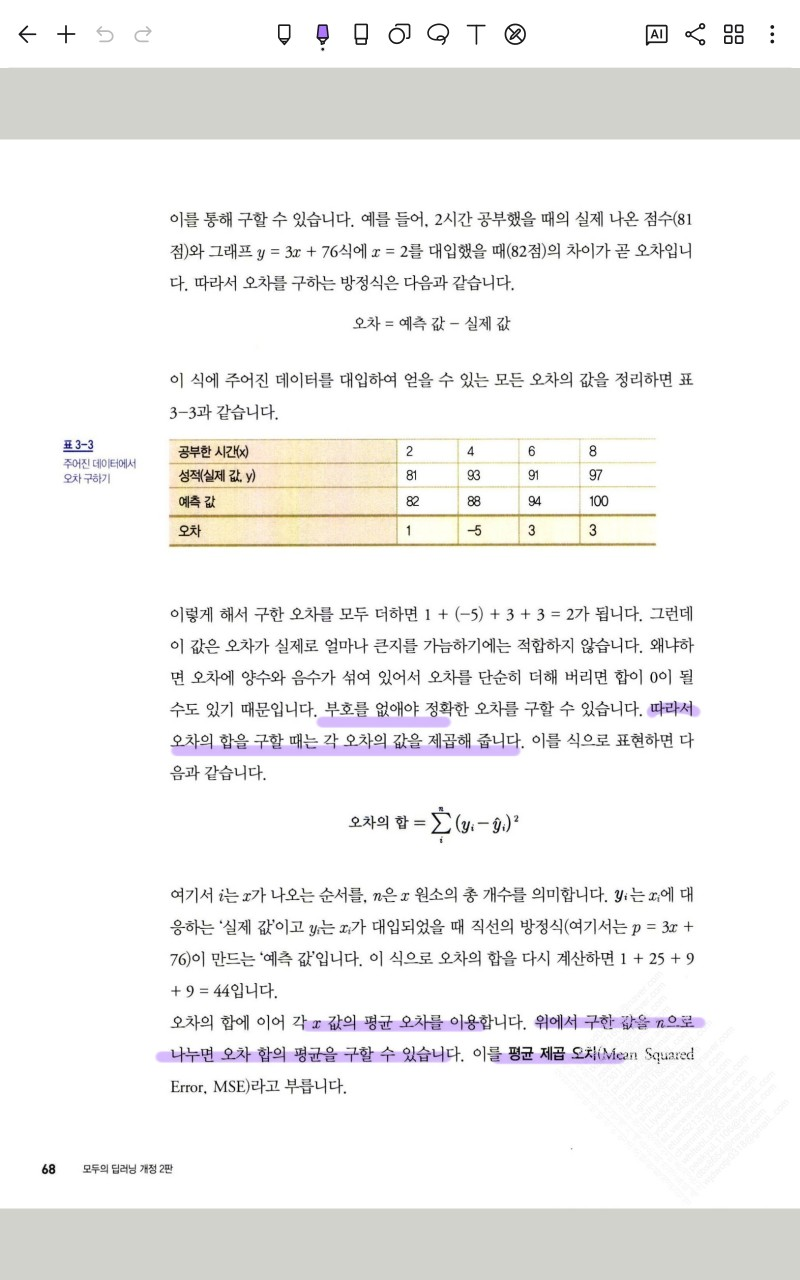 AI
이를 통해 구할 수 있습니다. 예를 들어, 2시간 공부했을 때의 실제 나온 점수(81
점)와 그래프 y = 3x + 76식에 x = 2를 대입했을 때(82점)의 차이가 곧 오차입니
다. 따라서 오차를 구하는 방정식은 다음과 같습니다.
오차 = 예측 값 - 실제 값
이 식에 주어진 데이터를 대입하여 얻을 수 있는 모든 오차의 값을 정리하면 표
3-3과 같습니다.
표 3-3
주어진 데이터에서
오차 구하기
공부한 시간(x) 2 4 6 8
성적(실제 값, y) 81 93 91 97
예측 값 82 88 94 100
오차 1 -5 3 3
이렇게 해서 구한 오차를 모두 더하면 1 + (-5) + 3 + 3 = 2가 됩니다. 그런데
이 값은 오차가 실제로 얼마나 큰지를 가늠하기에는 적합하지 않습니다. 왜냐하
면 오차에 양수와 음수가 섞여 있어서 오차를 단순히 더해 버리면 합이 0이 될
수도 있기 때문입니다. 부호를 없애야 정확한 오차를 구할 수 있습니다. 따라서
오차의 합을 구할 때는 각 오차의 값을 제곱해 줍니다. 이를 식으로 표현하면 다
음과 같습니다.
오차의 합 = ∑ⁿᵢ (yᵢ - ŷᵢ)²
여기서 i는 x가 나오는 순서를, n은 x 원소의 총 개수를 의미합니다. yᵢ는 xᵢ에 대
응하는 '실제 값'이고 yᵢ는 xᵢ가 대입되었을 때 직선의 방정식(여기서는 p = 3x +
76)이 만드는 '예측 값'입니다. 이 식으로 오차의 합을 다시 계산하면 1 + 25 + 9
+ 9 = 44입니다.
오차의 합에 이어 각 x 값의 평균 오차를 이용합니다. 위에서 구한 값을 n으로
나누면 오차 합의 평균을 구할 수 있습니다. 이를 평균 제곱 오차(Mean Squared
Error, MSE)라고 부릅니다.
68 모두의 딥러닝 개정 2판